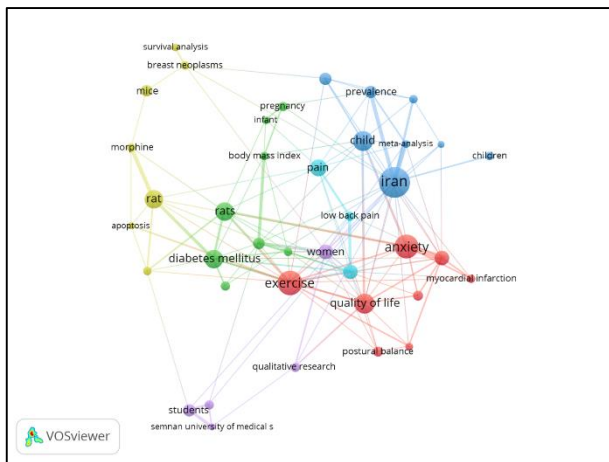 survival analysis
breast neoplasms
mice
pregnancy
prevalence
infant
morphine
child
meta-analysis
children
body mass index
pain
iran
rat
rats
low back pain
apoptosis
women
anxiety
diabetes mellitus
myocardial infarction
exercise
quality of life
postural balance
qualitative research
students
semnan university of medical s
VOSviewer